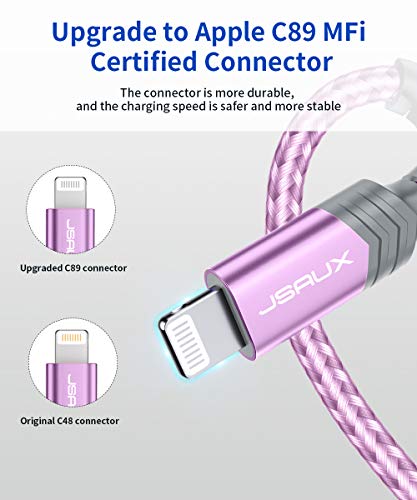 Upgrade to Apple C89 MFi
Certified Connector
The connector is more durable,
and the charging speed is safer and more stable
JSAUX
Upgraded C89 connector
JSAUX
JSAUX
Original C48 connector